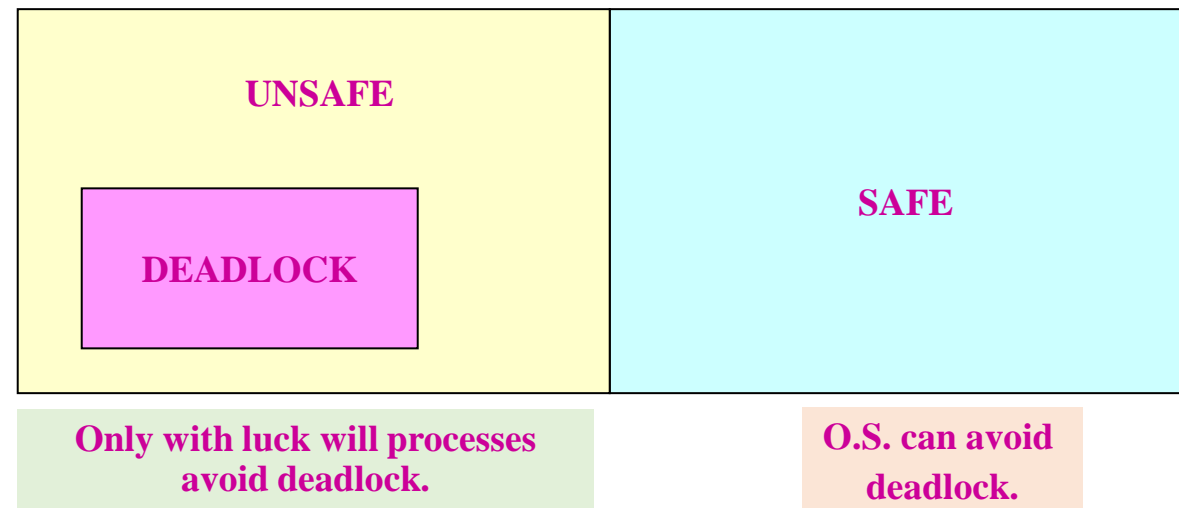 UNSAFE
SAFE
DEADLOCK
Only with luck will processes
avoid deadlock.
O.S. can avoid
deadlock.